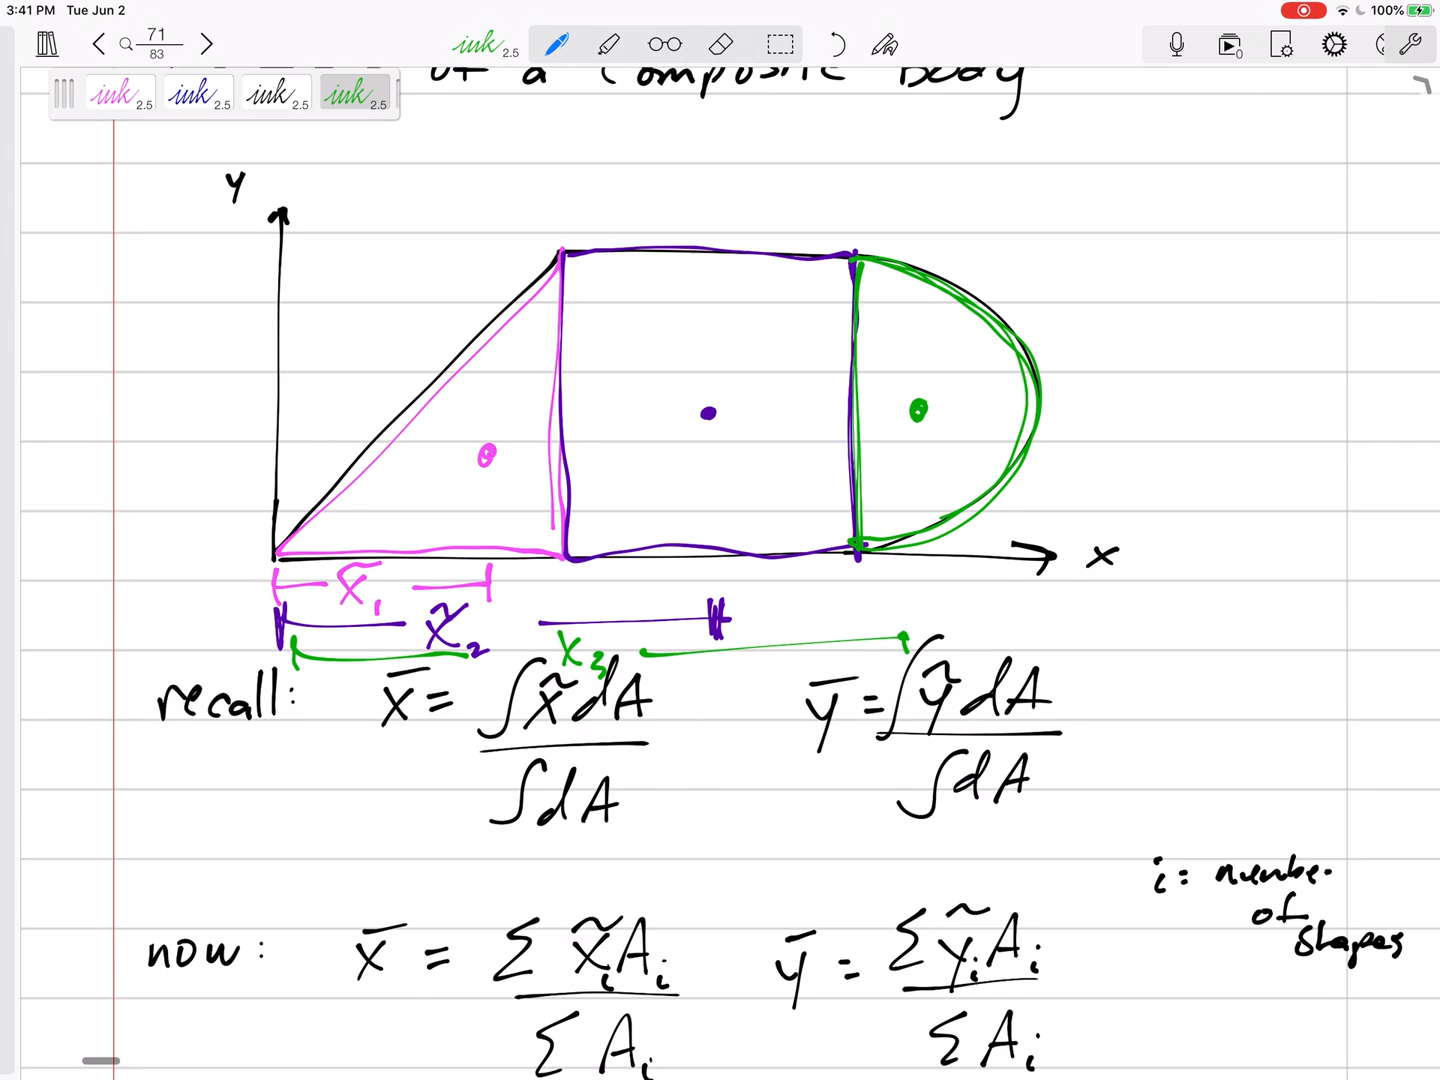 3:41 PM Tue Jun 2
100%
71
83
ink 2.5
0
ink 2.5 ink 2.5 ink 2.5 ink 2.5
of a Composite Body
y
x
x̃₁
x̃₂
x₃
recall: x̄ = ∫x̃dA / ∫dA ȳ = ∫ỹdA / ∫dA
i = number
of
shapes
now: x̄ = Σ x̃ᵢAᵢ / Σ Aᵢ ȳ = Σ ỹᵢAᵢ / Σ Aᵢ